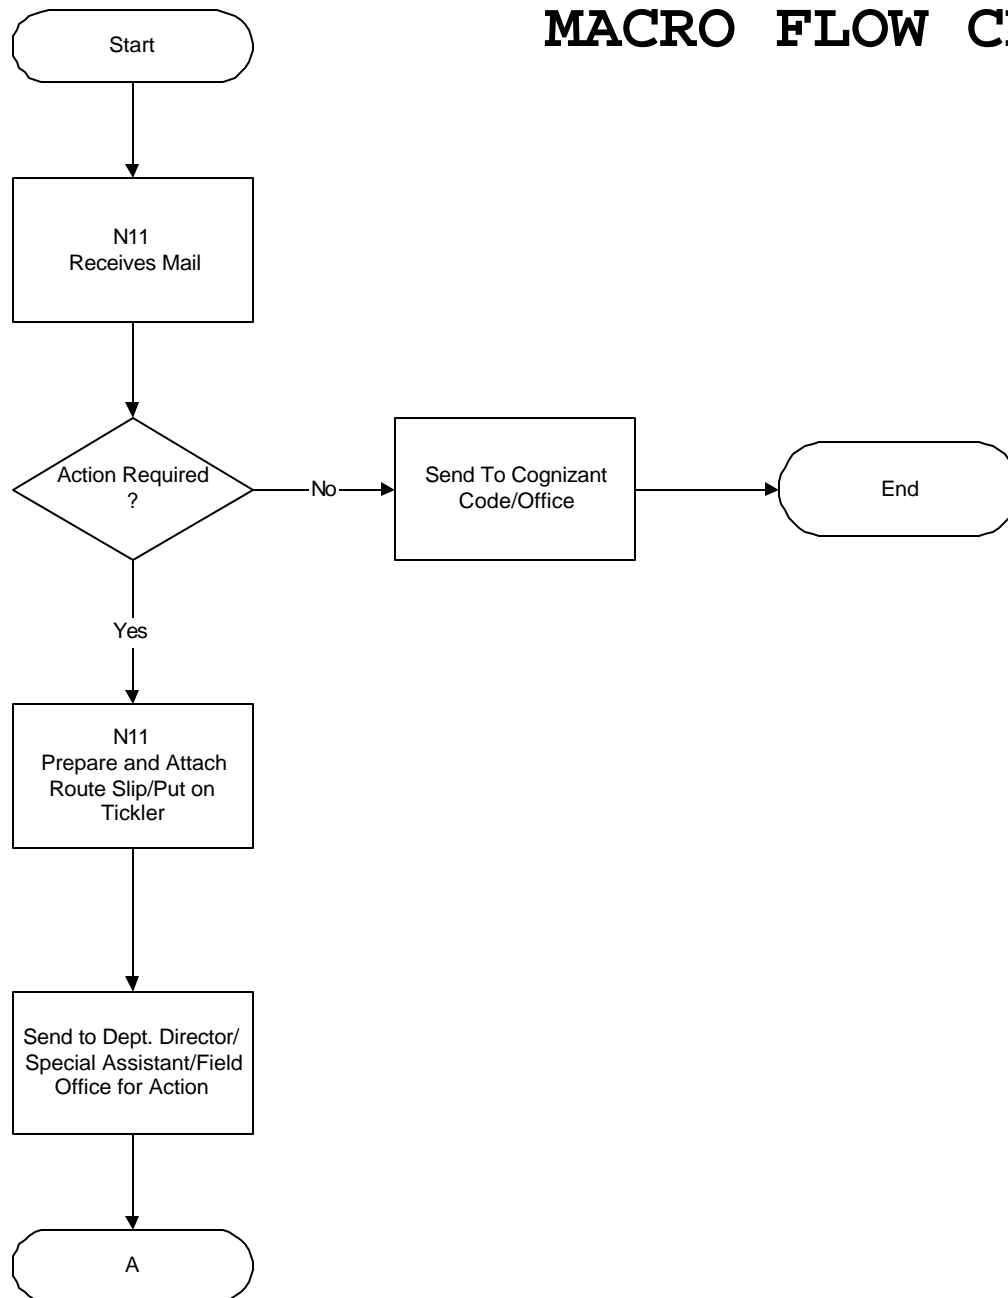 MACRO FLOW
Start
N11
Receives Mail
Action Required
?
No
Send To Cognizant
Code/Office
End
Yes
N11
Prepare and Attach
Route Slip/Put on
Tickler
Send to Dept. Director/
Special Assistant/Field
Office for Action
A